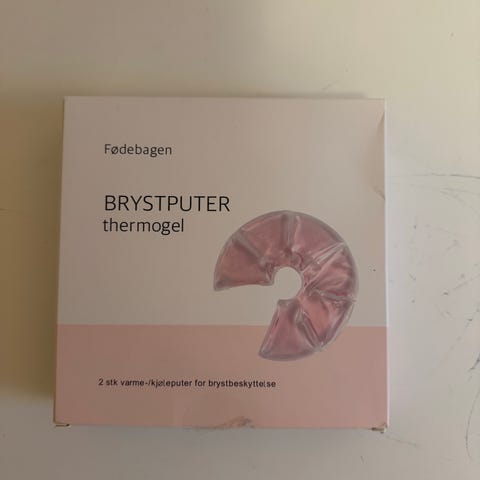 Fødebagen
BRYSTPUTER
thermogel
2 stk varme-/kjøleputer for brystbeskyttelse